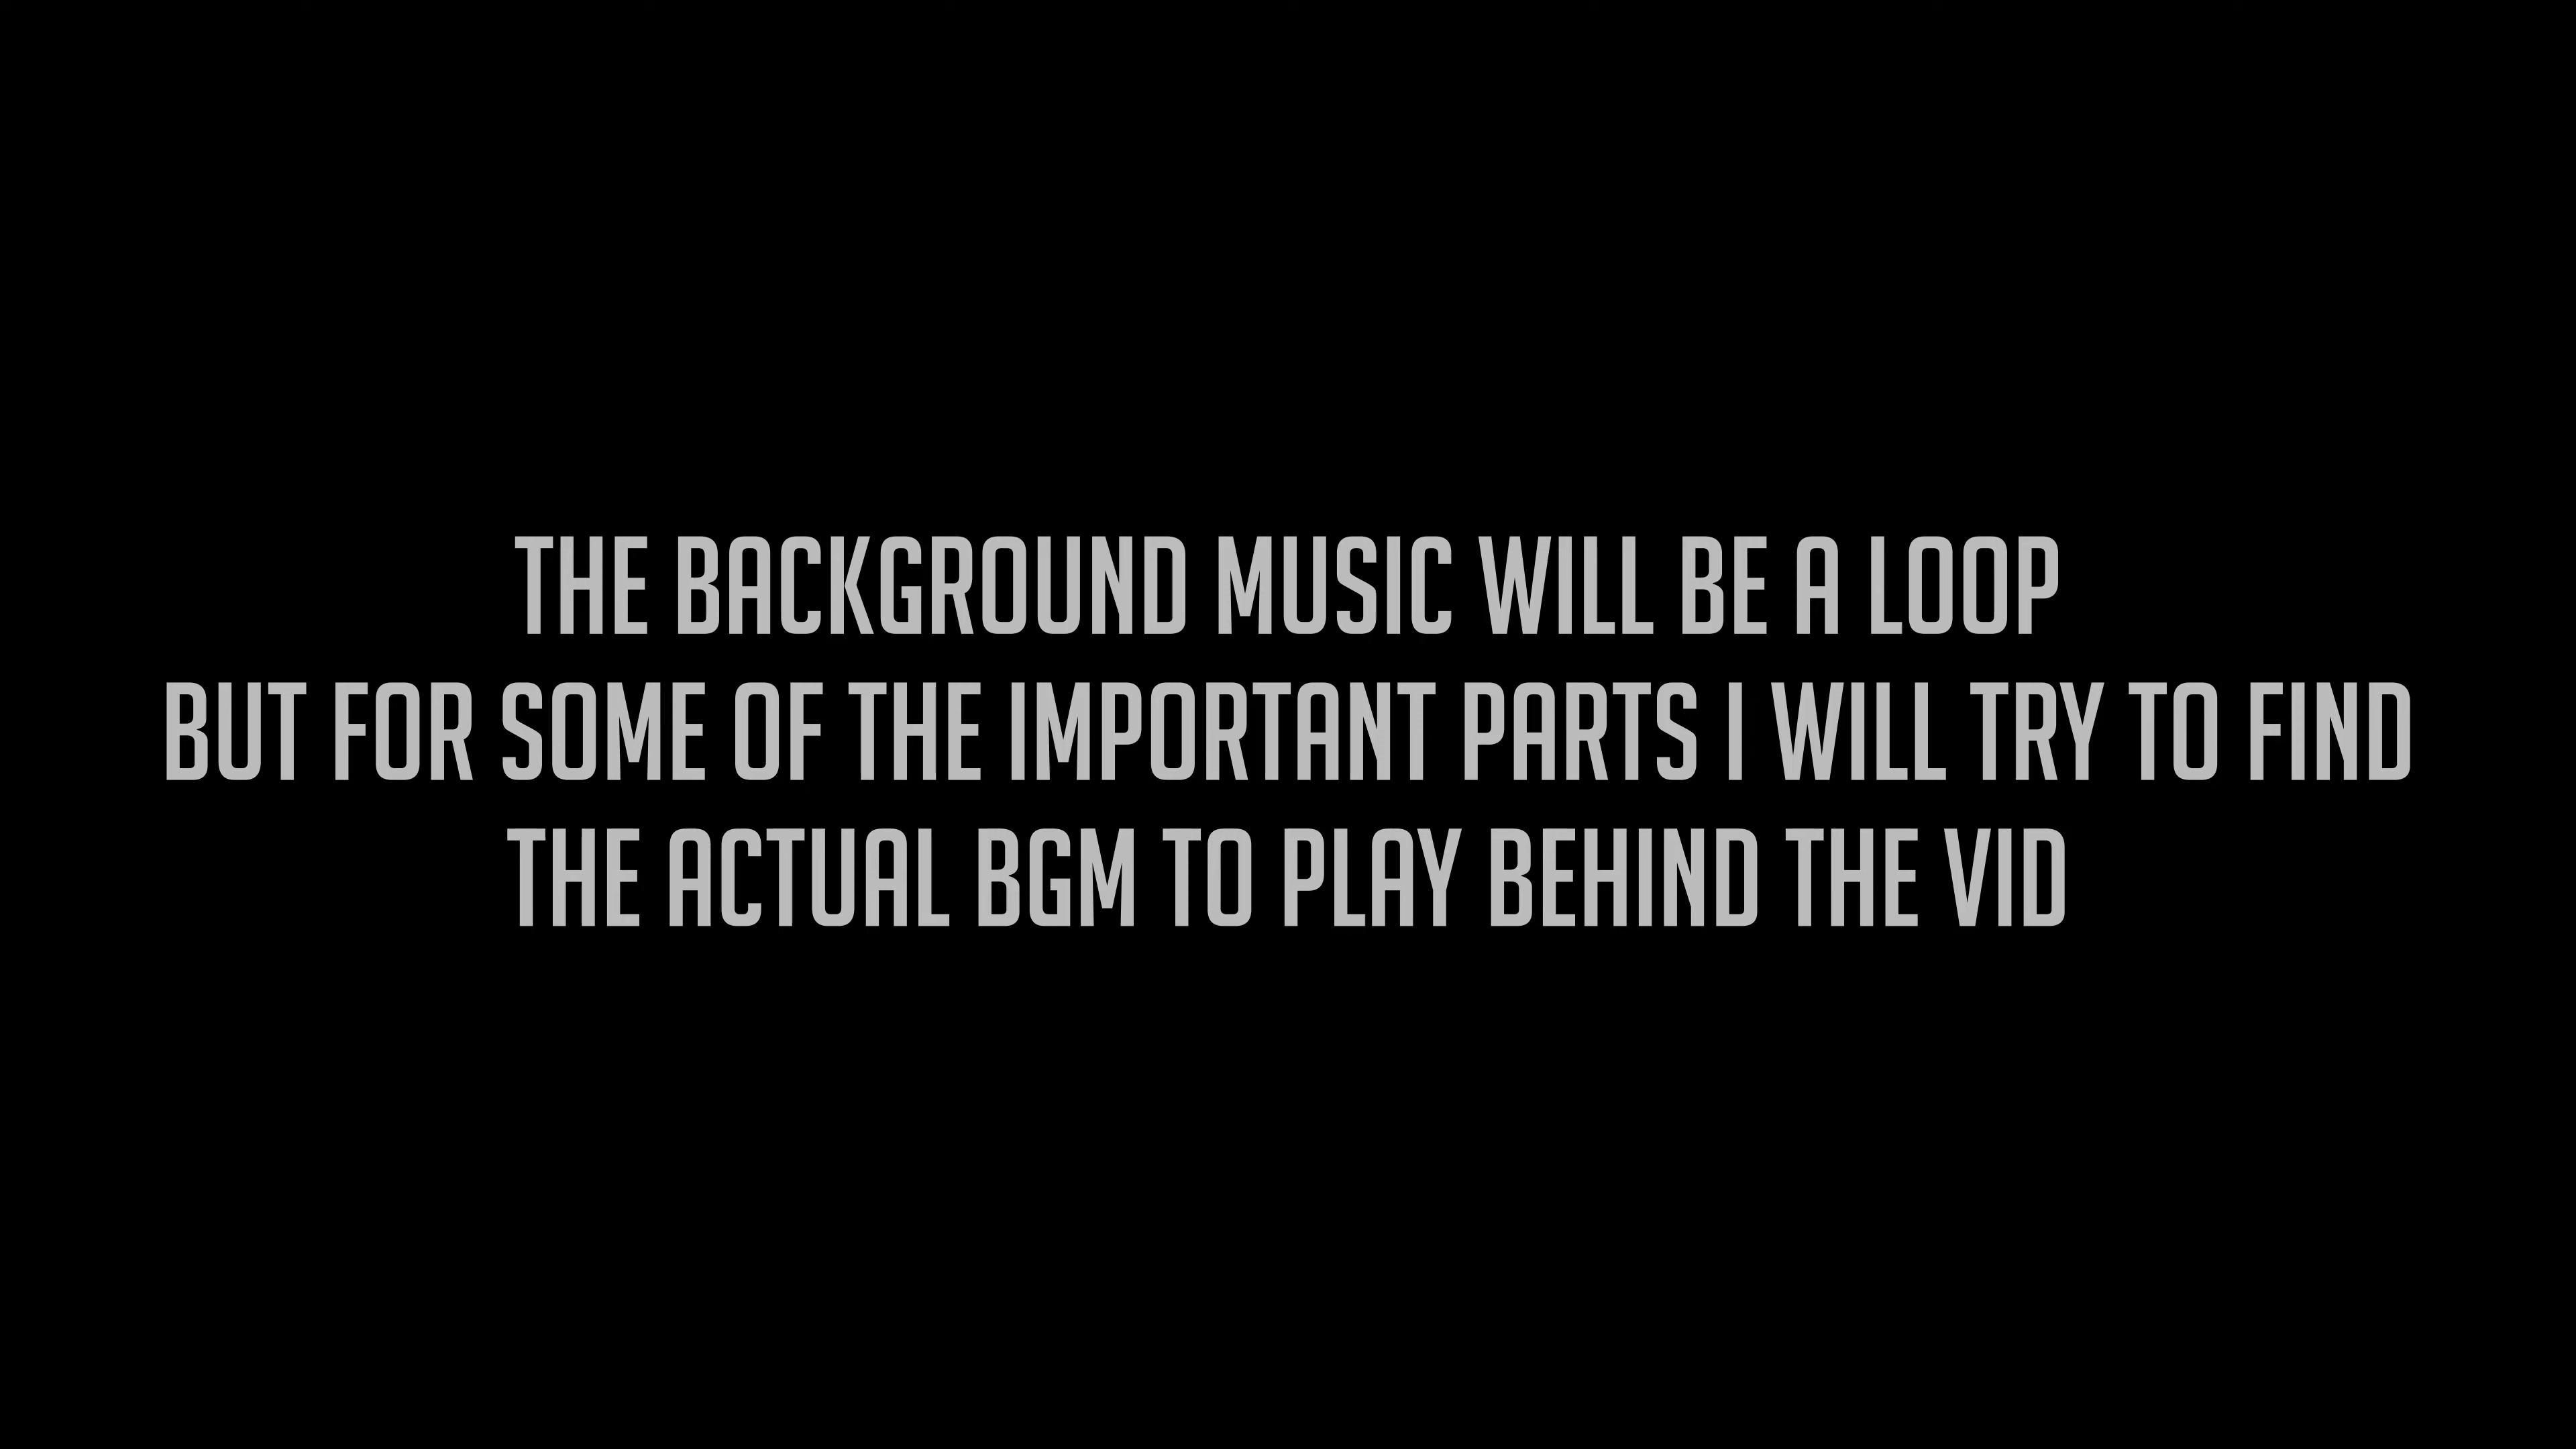 THE BACKGROUND MUSIC WILL BE A LOOP
BUT FOR SOME OF THE IMPORTANT PARTS I WILL TRY TO FIND
THE ACTUAL BGM TO PLAY BEHIND THE VID